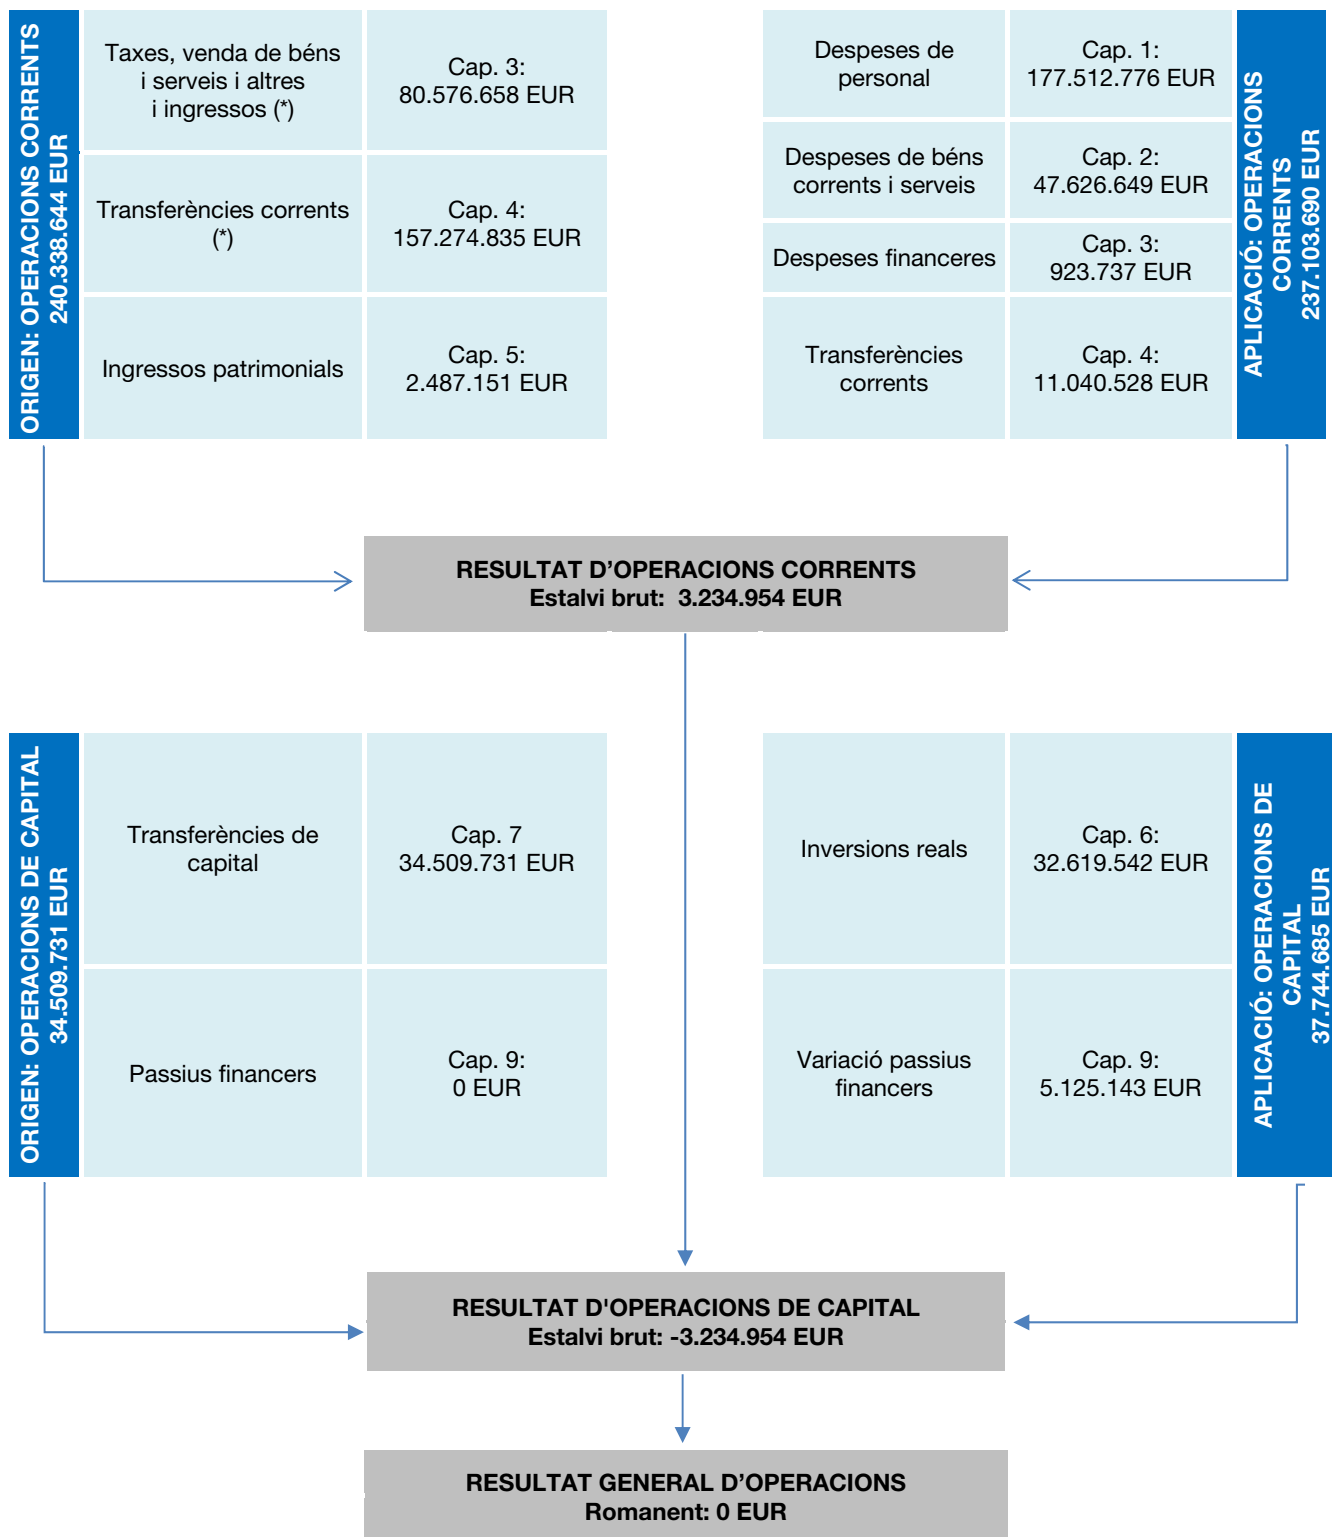 ORIGEN: OPERACIONS CORRENTS
240.338.644 EUR
Taxes, venda de béns
i serveis i altres
i ingressos (*)
Cap. 3:
80.576.658 EUR
Transferències corrents
(*)
Cap. 4:
157.274.835 EUR
Ingressos patrimonials
Cap. 5:
2.487.151 EUR
Despeses de
personal
Cap. 1:
177.512.776 EUR
Despeses de béns
corrents i serveis
Cap. 2:
47.626.649 EUR
Despeses financeres
Cap. 3:
923.737 EUR
Transferències
corrents
Cap. 4:
11.040.528 EUR
APLICACIÓ: OPERACIONS
CORRENTS
237.103.690 EUR
RESULTAT D’OPERACIONS CORRENTS
Estalvi brut: 3.234.954 EUR
ORIGEN: OPERACIONS DE CAPITAL
34.509.731 EUR
Transferències de
capital
Cap. 7
34.509.731 EUR
Passius financers
Cap. 9:
0 EUR
Inversions reals
Cap. 6:
32.619.542 EUR
Variació passius
financers
Cap. 9:
5.125.143 EUR
APLICACIÓ: OPERACIONS DE
CAPITAL
37.744.685 EUR
RESULTAT D'OPERACIONS DE CAPITAL
Estalvi brut: -3.234.954 EUR
RESULTAT GENERAL D’OPERACIONS
Romanent: 0 EUR